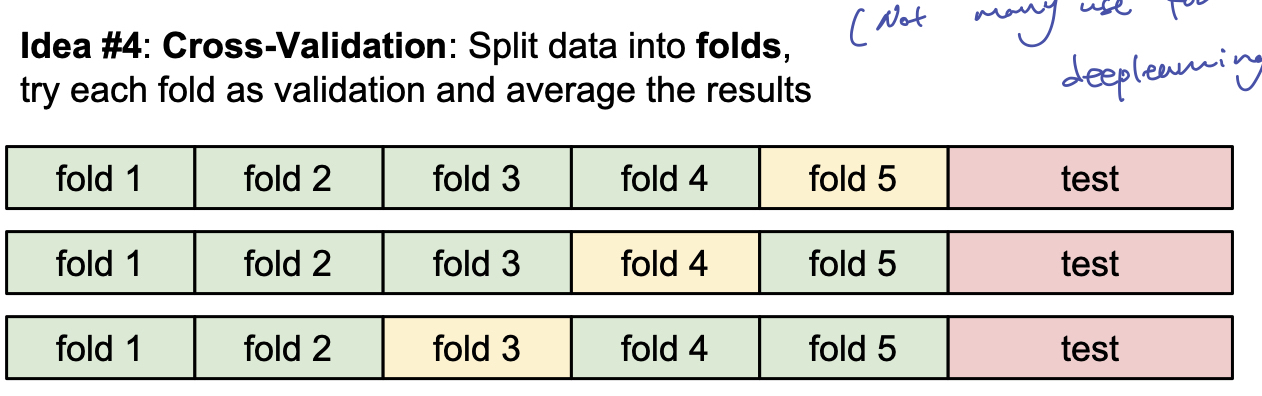 Idea #4: Cross-Validation: Split data into folds,
try each fold as validation and average the results
(Not many use
deeplearning
fold 1 fold 2 fold 3 fold 4 fold 5 test
fold 1 fold 2 fold 3 fold 4 fold 5 test
fold 1 fold 2 fold 3 fold 4 fold 5 test